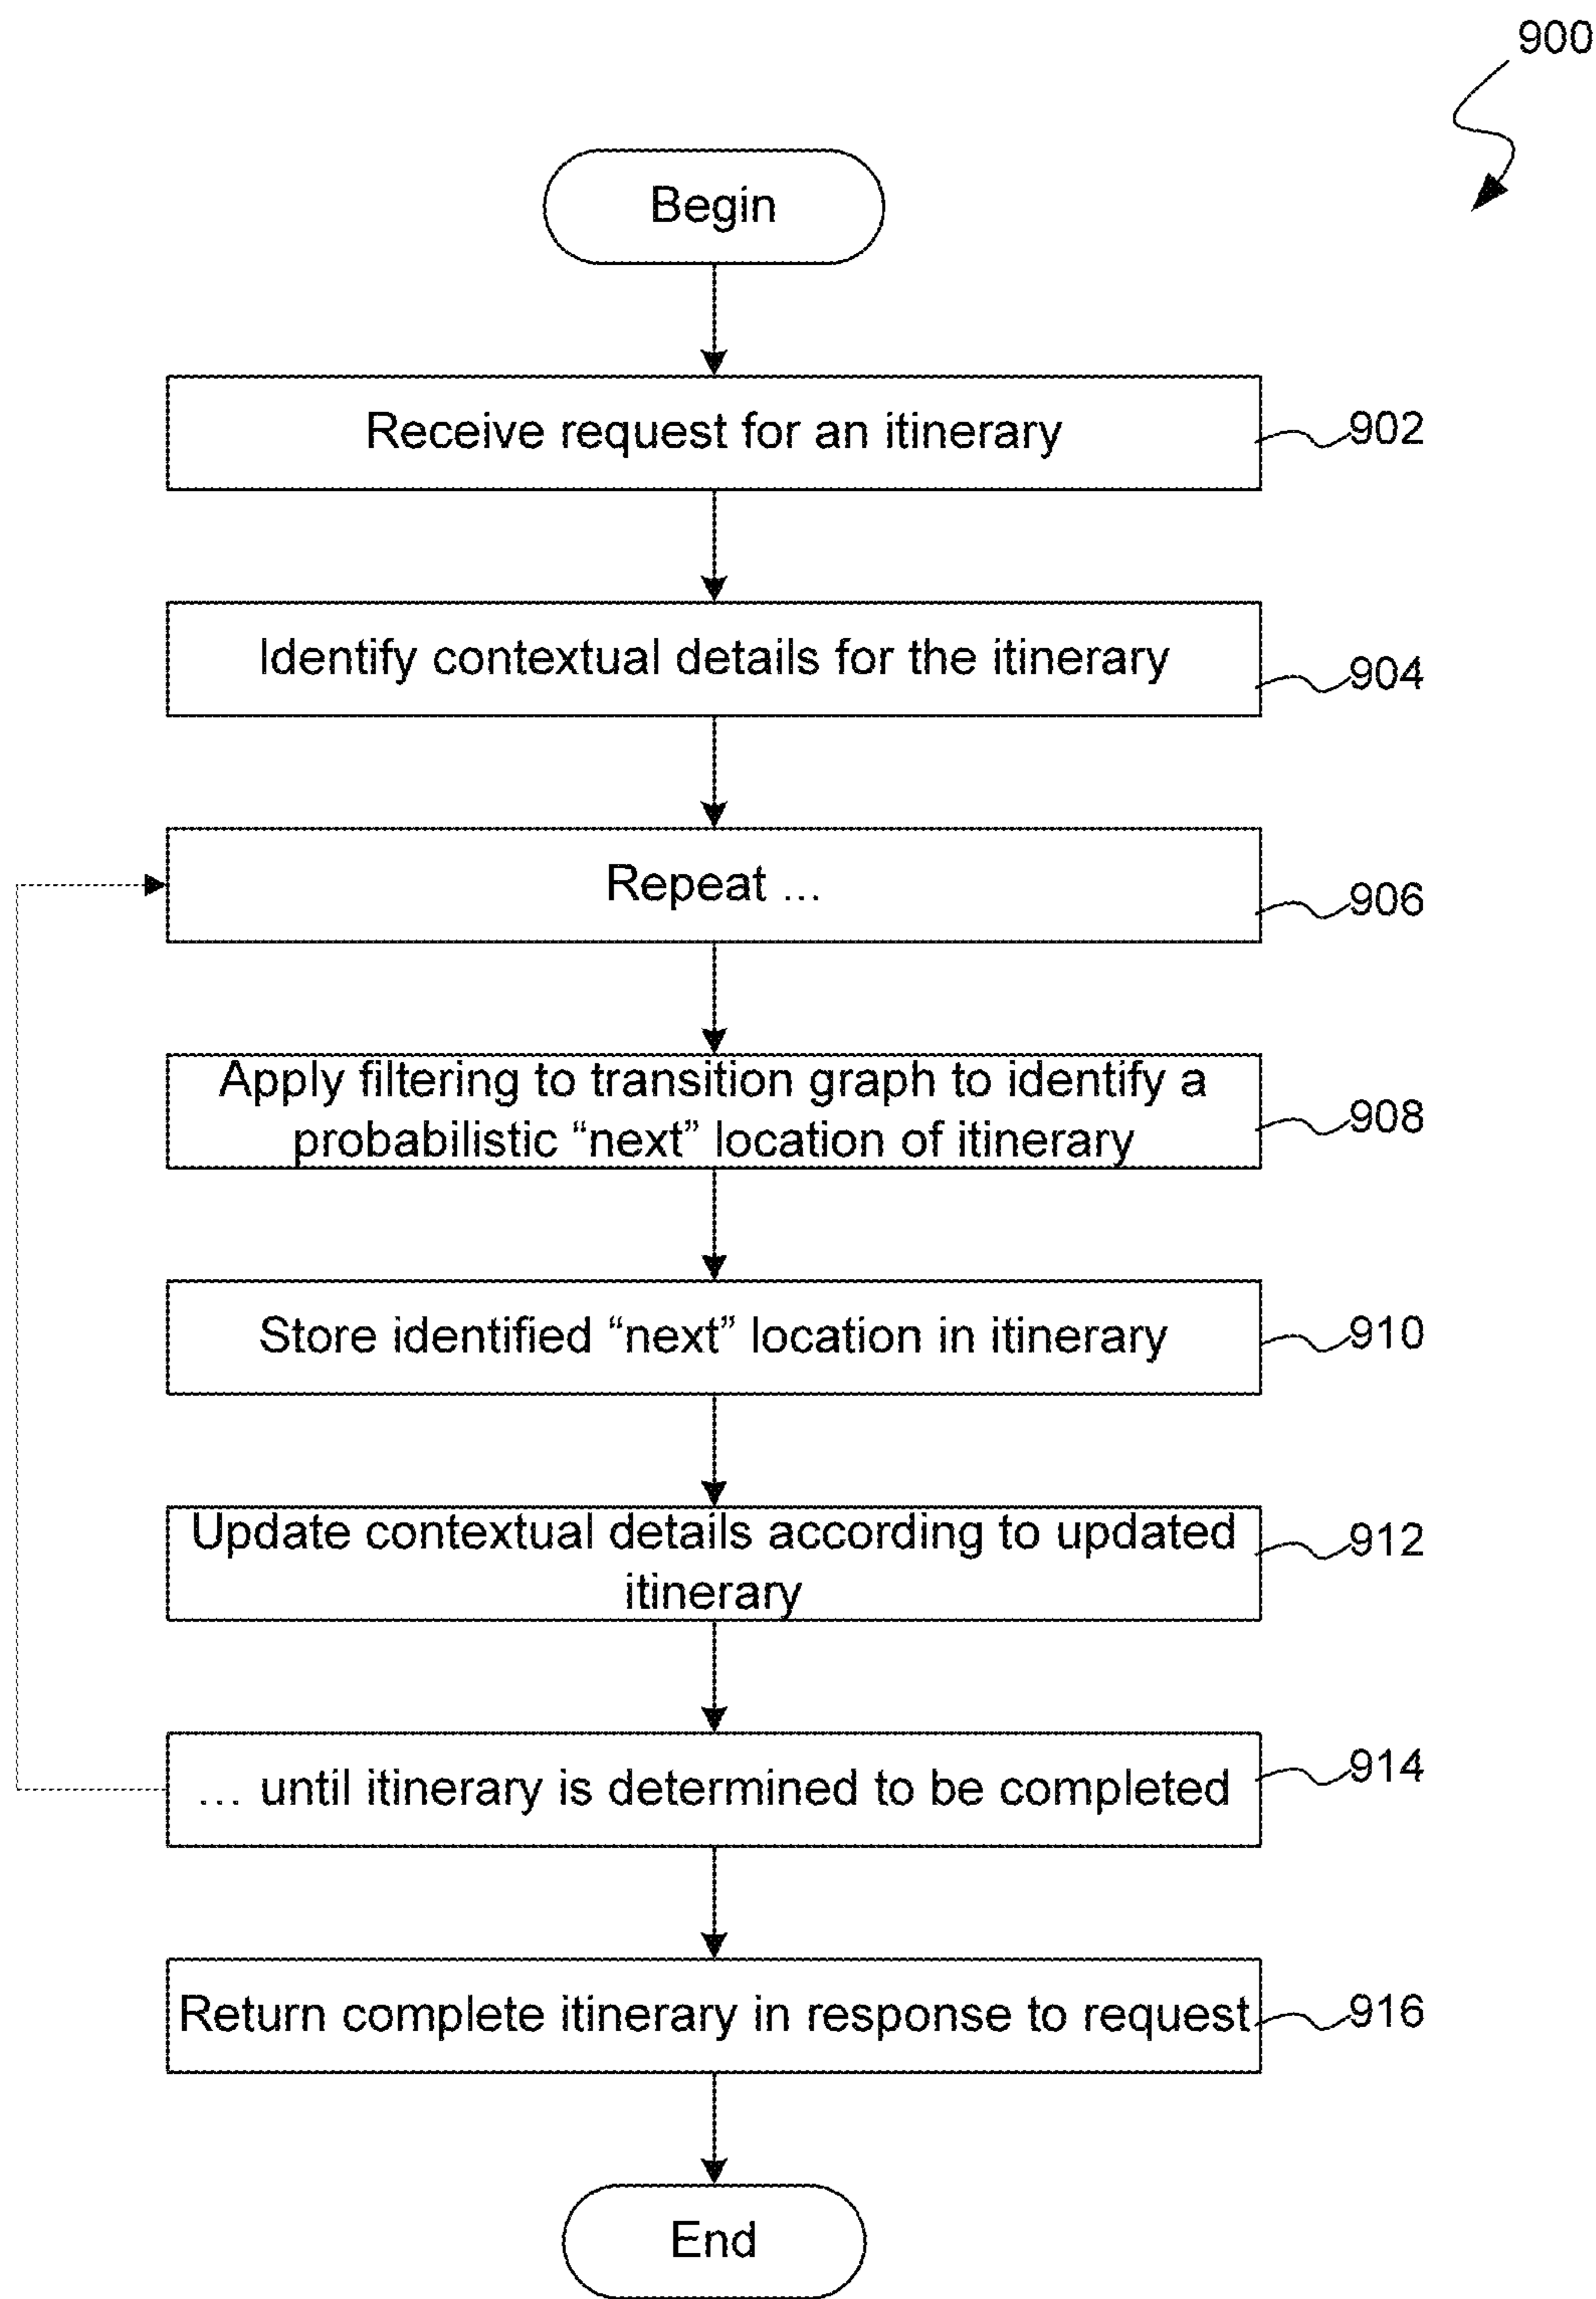 900
Begin
Receive request for an itinerary
902
Identify contextual details for the itinerary
904
Repeat ...
906
Apply filtering to transition graph to identify a
probabilistic “next” location of itinerary
908
Store identified “next” location in itinerary
910
Update contextual details according to updated
itinerary
912
... until itinerary is determined to be completed
914
Return complete itinerary in response to request
916
End